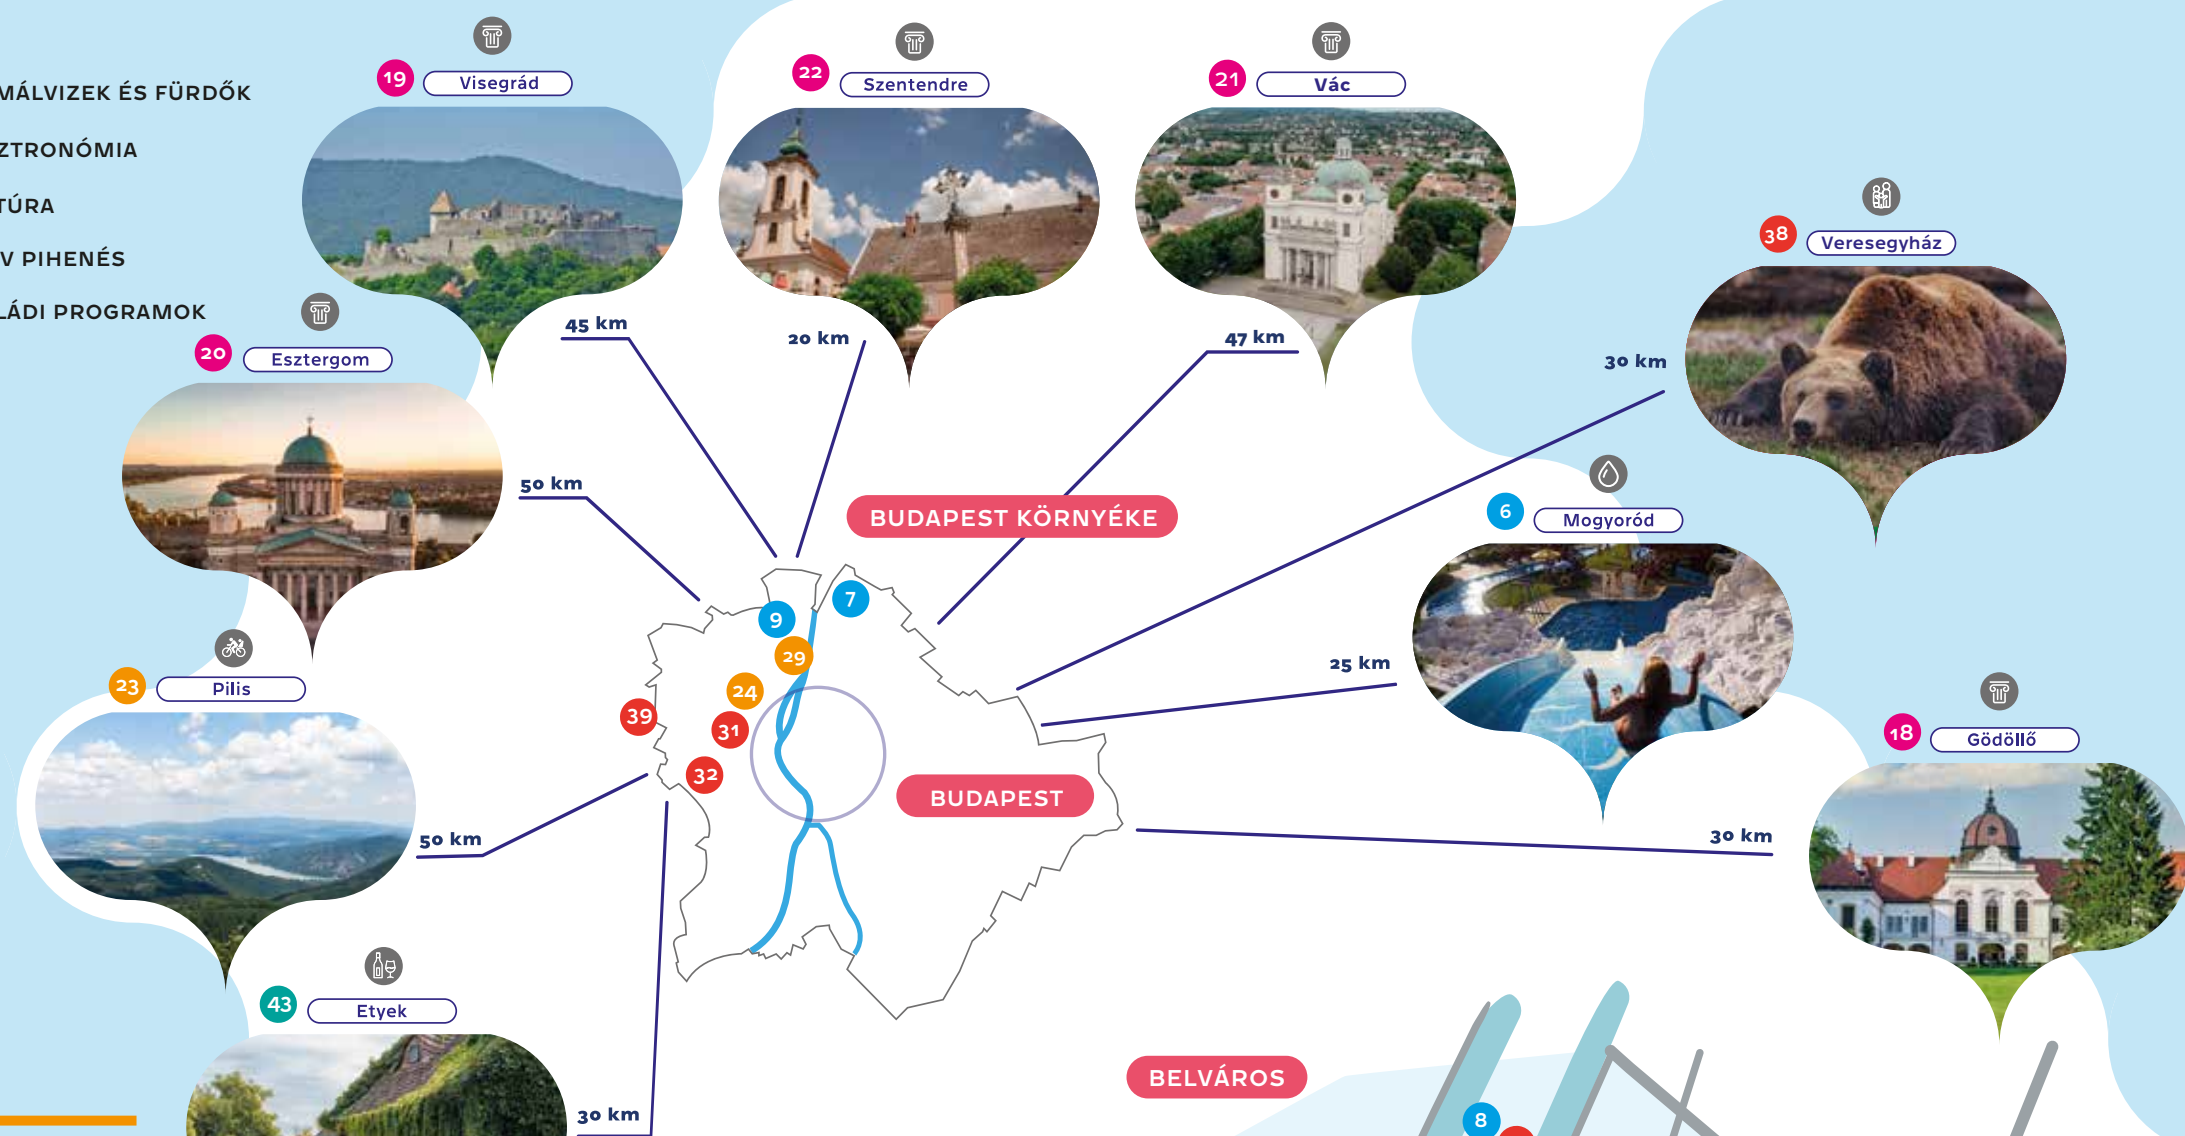 MÁLVIZEK ÉS FÜRDŐK
ZTRONÓMIA
TÚRA
V PIHENÉS
LÁDI PROGRAMOK
19 Visegrád
22 Szentendre
21 Vác
38 Veresegyház
20 Esztergom
45 km
20 km
47 km
30 km
50 km
BUDAPEST KÖRNYÉKE
6 Mogyoród
9
7
29
25 km
23 Pilis
24
39
31
32
18 Gödöllő
BUDAPEST
50 km
30 km
43 Etyek
BELVÁROS
30 km
8